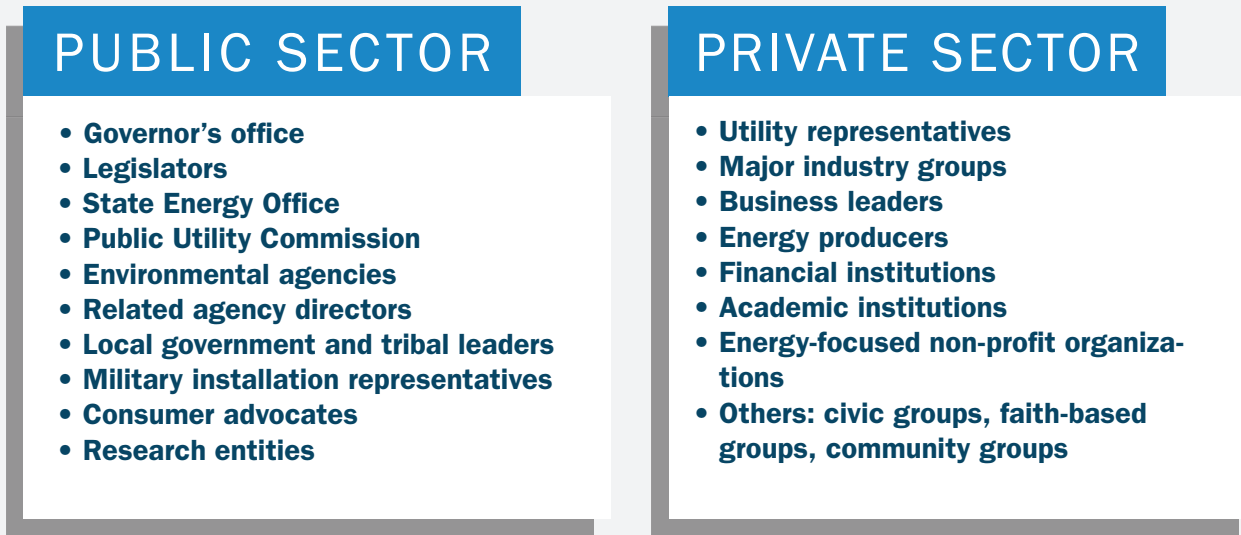 PUBLIC SECTOR
• Governor's office
• Legislators
• State Energy Office
• Public Utility Commission
• Environmental agencies
• Related agency directors
• Local government and tribal leaders
• Military installation representatives
• Consumer advocates
• Research entities
PRIVATE SECTOR
• Utility representatives
• Major industry groups
• Business leaders
• Energy producers
• Financial institutions
• Academic institutions
• Energy-focused non-profit organiza-
tions
• Others: civic groups, faith-based
groups, community groups